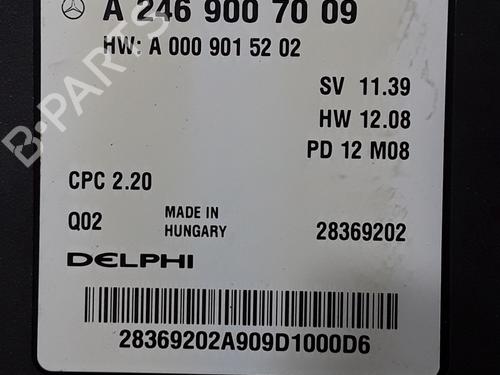 A 246 900 70 09
HW: A 000 901 52 02
SV 11.39
HW 12.08
PD 12 M08
CPC 2.20
Q02
MADE IN
HUNGARY
28369202
DELPHI
28369202A909D1000D6
B-PARTS